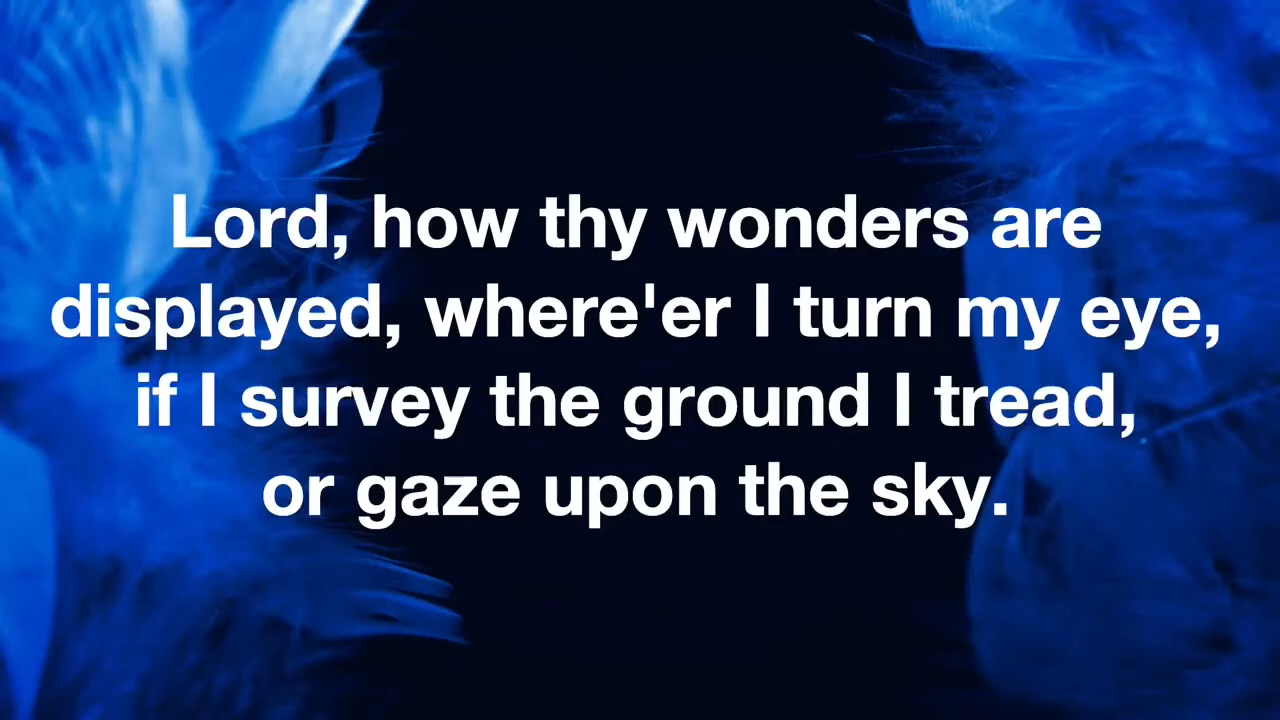 Lord, how thy wonders are
displayed, where'er I turn my eye,
if I survey the ground I tread,
or gaze upon the sky.